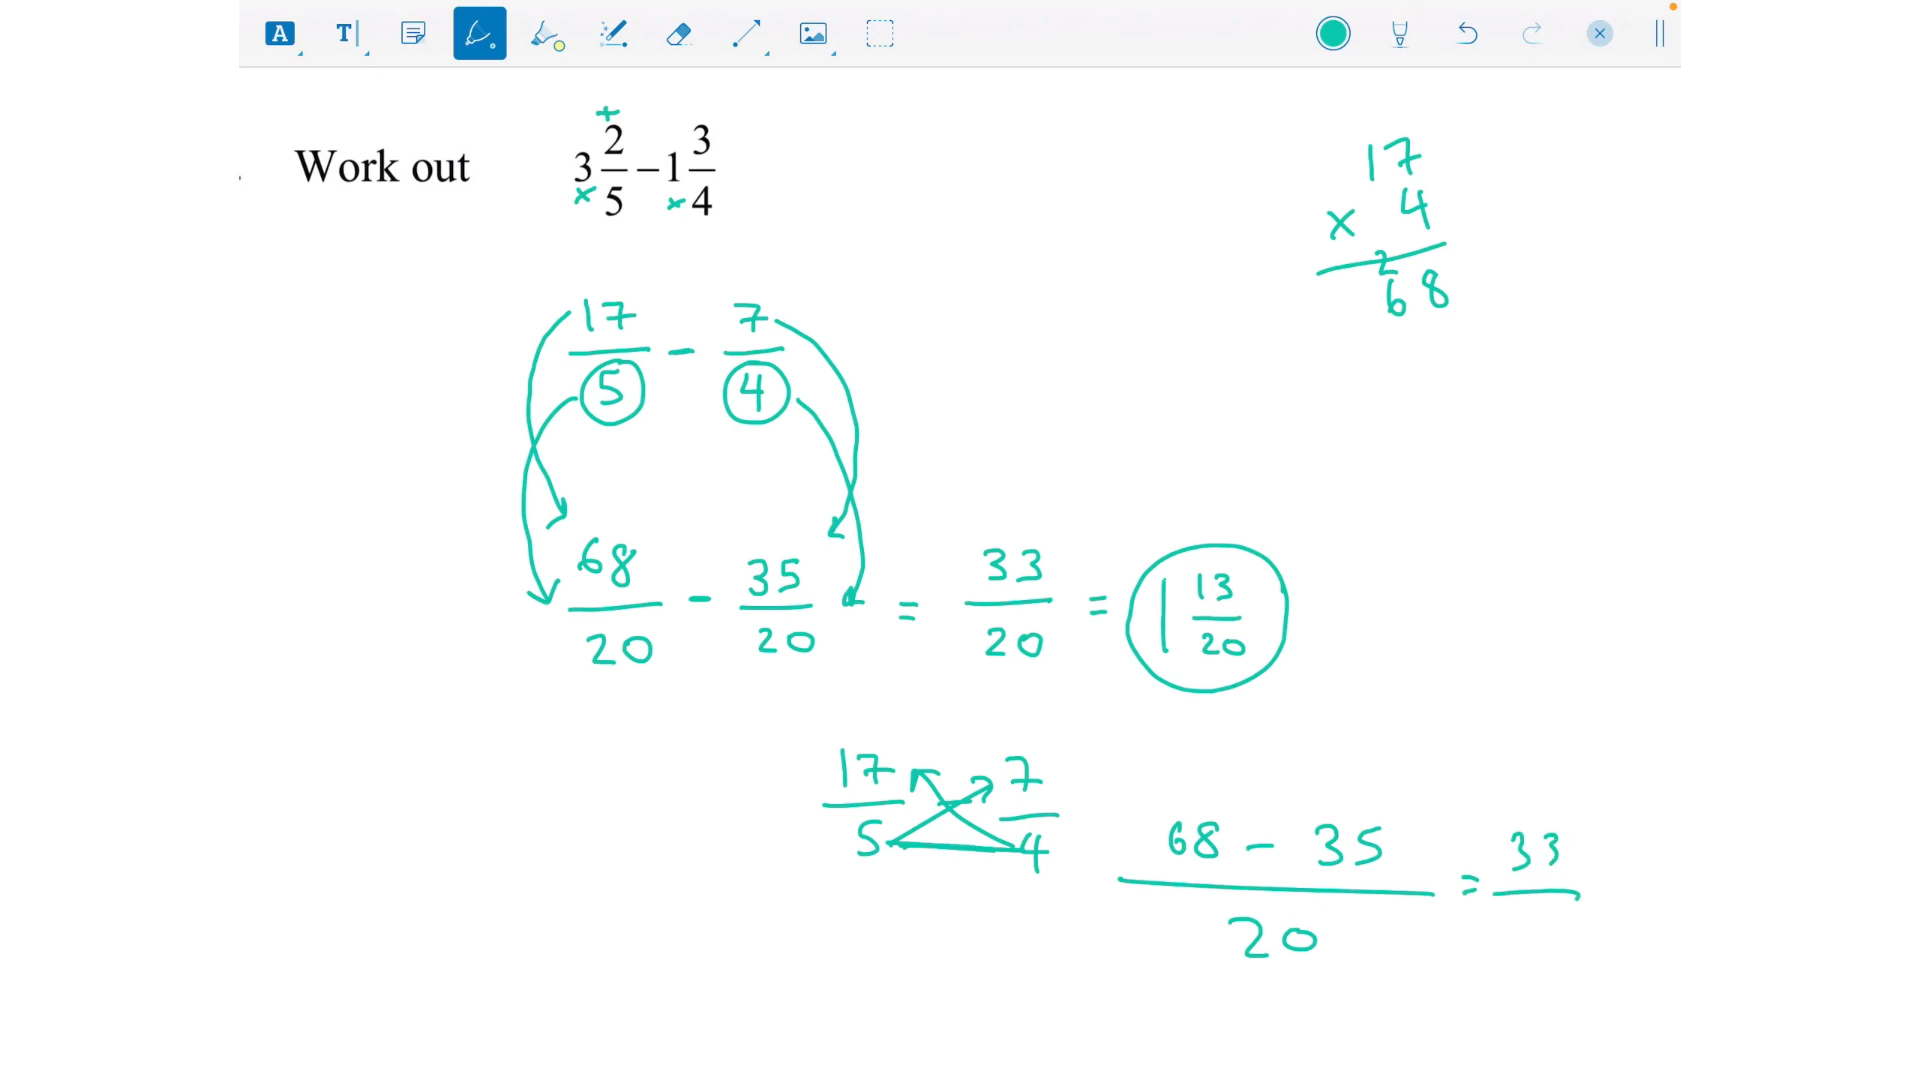 Work out 3 2/5 − 1 3/4
+
× ×
17
× 4
2
68
17/5 − 7/4
68/20 − 35/20 = 33/20 = 1 13/20
17/5 − 7/4
68 − 35 / 20 = 33/